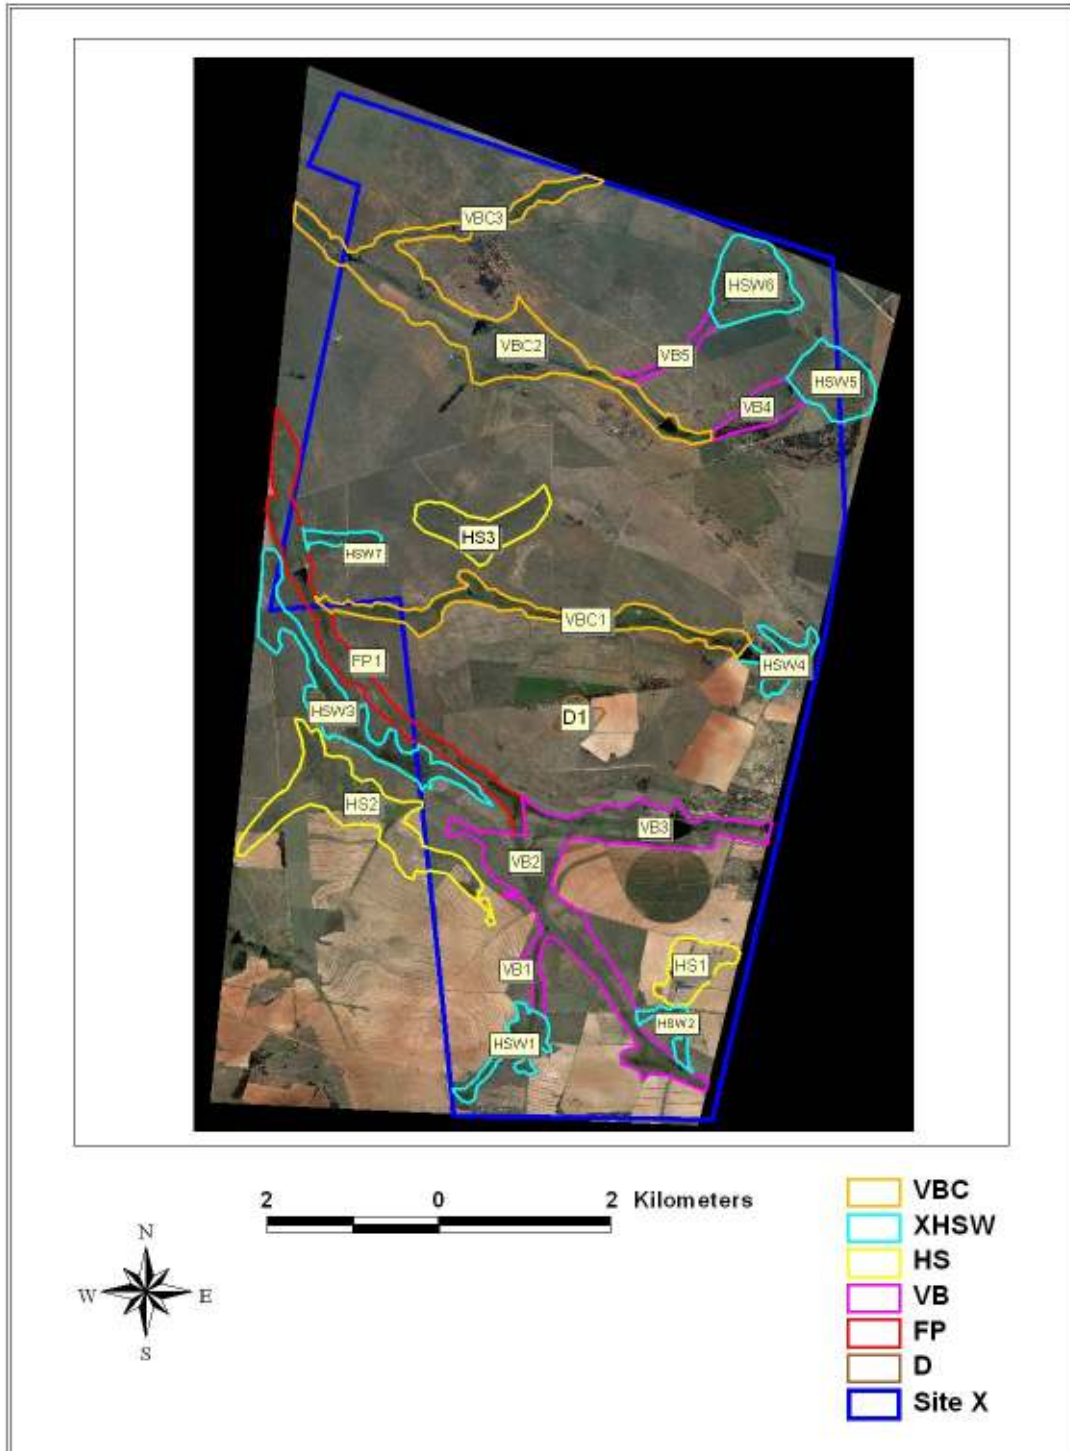 VBC3
HSW6
VBC2
VB5
HSW5
VB4
HS3
HSW7
VBC1
FP1
HSW4
HSW3
D1
HS2
VB3
VB2
HS1
VB1
HSW2
HSW1
2 0 2 Kilometers
N
W E
S
VBC
XHSW
HS
VB
FP
D
Site X